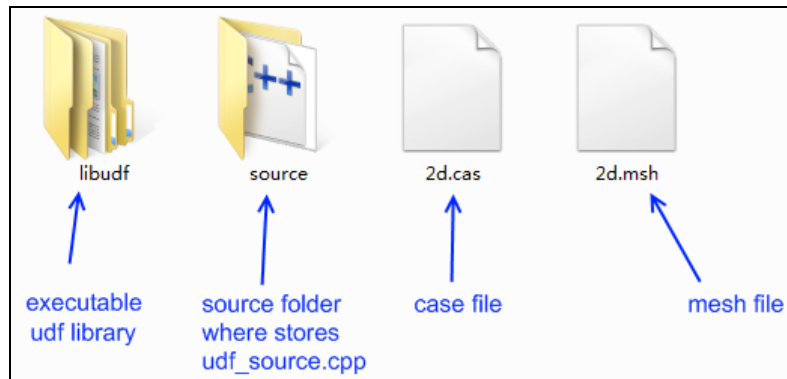 libudf source 2d.cas 2d.msh
executable udf library
source folder where stores udf_source.cpp
case file
mesh file